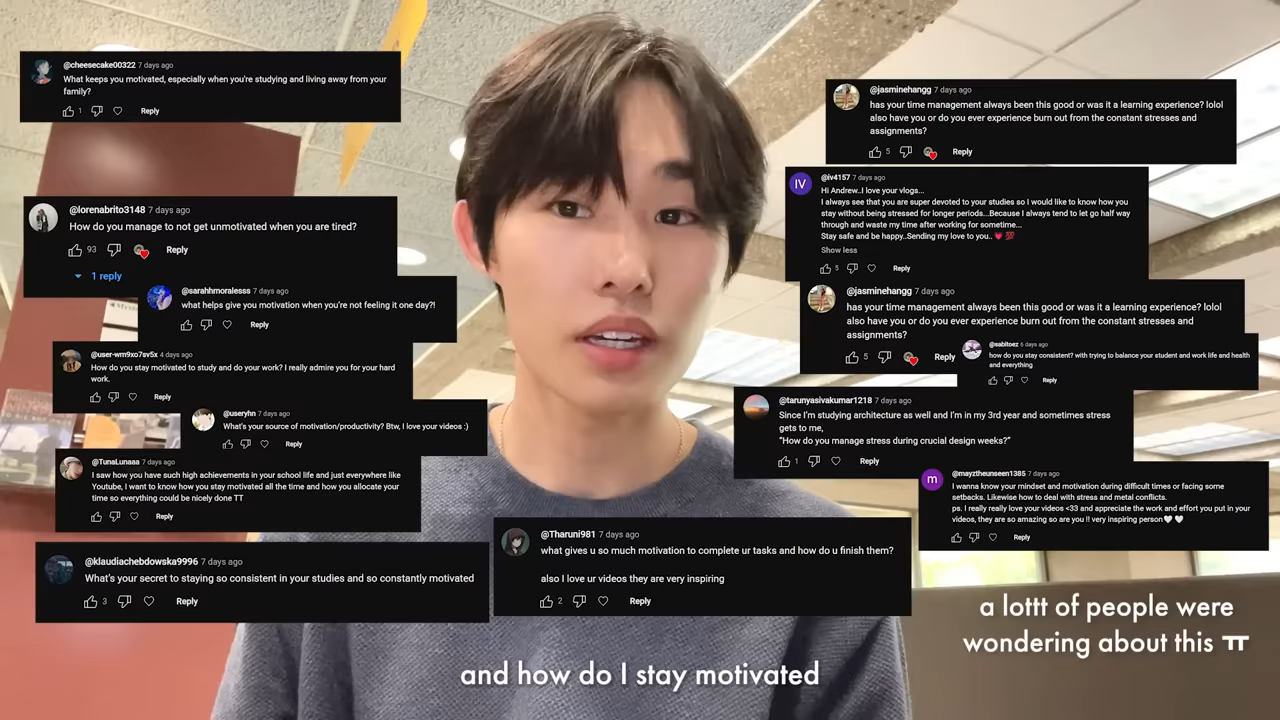 @cheesecake00322 7 days ago
What keeps you motivated, especially when you're studying and living away from your
family?
1
Reply
@lorenabrito3148 7 days ago
How do you manage to not get unmotivated when you are tired?
93
Reply
1 reply
@sarahhmoralesss 7 days ago
what helps give you motivation when you're not feeling it one day?!
Reply
@user-wm9xo7sv5x 4 days ago
How do you stay motivated to study and do your work? I really admire you for your hard
work.
Reply
@useryhn 7 days ago
What's your source of motivation/productivity? Btw, I love your videos :)
Reply
@TunaLunaaa 7 days ago
I saw how you have such high achievements in your school life and just everywhere like
Youtube, I want to know how you stay motivated all the time and how you allocate your
time so everything could be nicely done TT
Reply
@klaudiachebdowska9996 7 days ago
What's your secret to staying so consistent in your studies and so constantly motivated
3
Reply
@Tharuni981 7 days ago
what gives u so much motivation to complete ur tasks and how do u finish them?
also I love ur videos they are very inspiring
2
Reply
@jasminehangg 7 days ago
has your time management always been this good or was it a learning experience? lolol
also have you or do you ever experience burn out from the constant stresses and
assignments?
5
Reply
IV
@iv4157 7 days ago
Hi Andrew..I love your vlogs...
I always see that you are super devoted to your studies so I would like to know how you
stay without being stressed for longer periods...Because I always tend to let go half way
through and waste my time after working for sometime...
Stay safe and be happy..Sending my love to you.. 💗 💯
Show less
5
Reply
@jasminehangg 7 days ago
has your time management always been this good or was it a learning experience? lolol
also have you or do you ever experience burn out from the constant stresses and
assignments?
5
Reply
@sabitoez 6 days ago
how do you stay consistent? with trying to balance your student and work life and health
and everything
Reply
@tarunyasivakumar1218 7 days ago
Since I'm studying architecture as well and I'm in my 3rd year and sometimes stress
gets to me,
"How do you manage stress during crucial design weeks?"
1
Reply
m
@mayztheunseen1385 7 days ago
I wanna know your mindset and motivation during difficult times or facing some
setbacks. Likewise how to deal with stress and metal conflicts.
ps. I really really love your videos <33 and appreciate the work and effort you put in your
videos, they are so amazing so are you !! very inspiring person🤍 🤍
Reply
a lottt of people were
wondering about this ㅠ
and how do I stay motivated